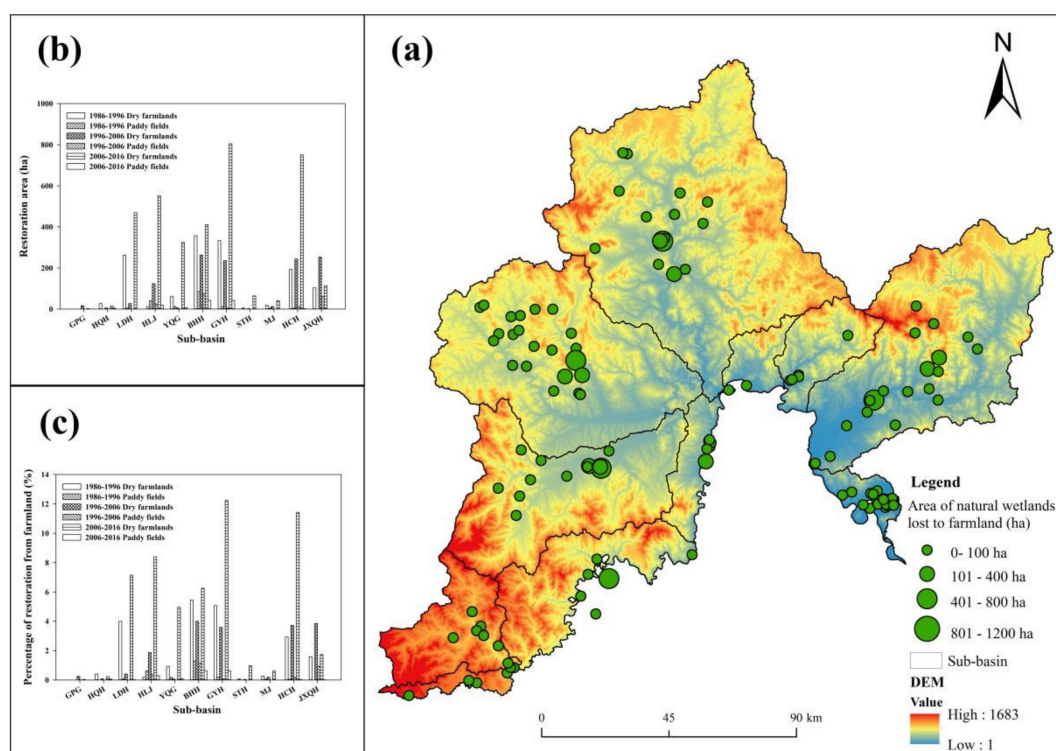 (b)
1000
800
600
400
200
0
Restoration area (ha)
1986-1996 Dry farmlands
1986-1996 Paddy fields
1996-2006 Dry farmlands
1996-2006 Paddy fields
2006-2016 Dry farmlands
2006-2016 Paddy fields
GPG HQH LDH HLJ YQG BHH GYH STH MJ HCH JXQH
Sub-basin
(c)
14
12
10
8
6
4
2
0
Percentage of restoration from farmland (%)
1986-1996 Dry farmlands
1986-1996 Paddy fields
1996-2006 Dry farmlands
1996-2006 Paddy fields
2006-2016 Dry farmlands
2006-2016 Paddy fields
GPG HQH LDH HLJ YQG BHH GYH STH MJ HCH JXQH
Sub-basin
(a)
N
Legend
Area of natural wetlands
lost to farmland (ha)
0- 100 ha
101 - 400 ha
401 - 800 ha
801 - 1200 ha
Sub-basin
DEM
Value
High : 1683
Low : 1
0 45 90 km